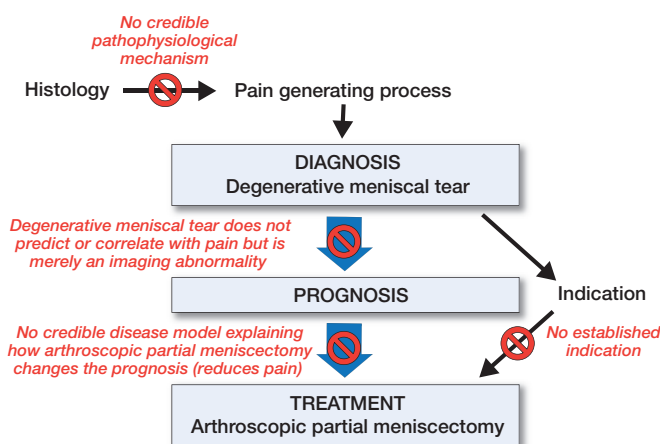 No credible
pathophysiological
mechanism
Histology
Pain generating process
DIAGNOSIS
Degenerative meniscal tear
Degenerative meniscal tear does not
predict or correlate with pain but is
merely an imaging abnormality
PROGNOSIS
Indication
No credible disease model explaining
how arthroscopic partial meniscectomy
changes the prognosis (reduces pain)
No established
indication
TREATMENT
Arthroscopic partial meniscectomy